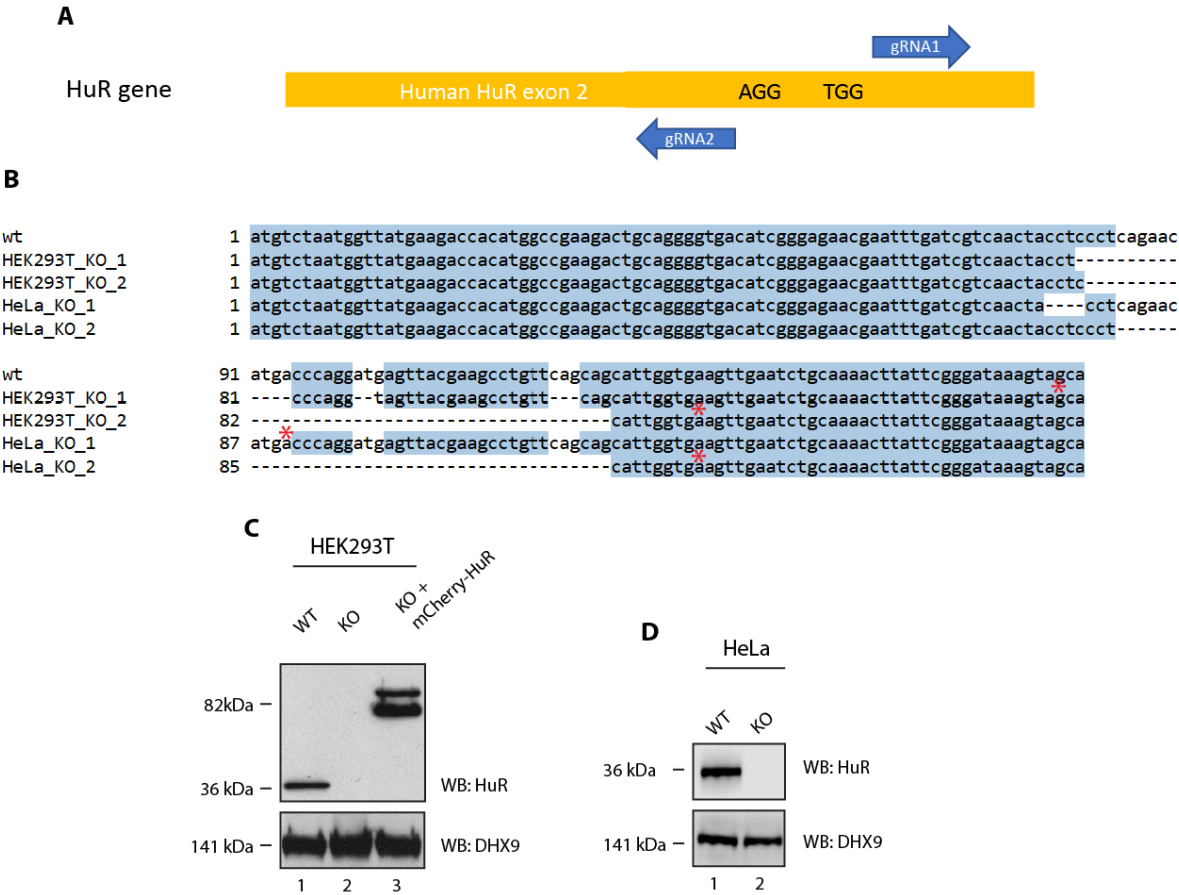 A
HuR gene
Human HuR exon 2
AGG
TGG
gRNA1
gRNA2
B
wt 1 atgtctaatggttatgaagaccacatggccgaagactgcaggggtgacatcgggagaacgaatttgatcgtcaactacctccctcagaac
HEK293T_KO_1 1 atgtctaatggttatgaagaccacatggccgaagactgcaggggtgacatcgggagaacgaatttgatcgtcaactacct----------
HEK293T_KO_2 1 atgtctaatggttatgaagaccacatggccgaagactgcaggggtgacatcgggagaacgaatttgatcgtcaactacctc---------
HeLa_KO_1 1 atgtctaatggttatgaagaccacatggccgaagactgcaggggtgacatcgggagaacgaatttgatcgtcaacta----cctcagaac
HeLa_KO_2 1 atgtctaatggttatgaagaccacatggccgaagactgcaggggtgacatcgggagaacgaatttgatcgtcaactacctccct------
wt 91 atgacccaggatgagttacgaagcctgttcagcagcattggtgaagttgaatctgcaaaacttattcgggataaagtagca
HEK293T_KO_1 81 ----cccagg--tagttacgaagcctgtt---cagcattggtgaagttgaatctgcaaaacttattcgggataaagtagca
HEK293T_KO_2 82 -----------------------------------cattggtgaagttgaatctgcaaaacttattcgggataaagtagca
HeLa_KO_1 87 atgacccaggatgagttacgaagcctgttcagcagcattggtgaagttgaatctgcaaaacttattcgggataaagtagca
HeLa_KO_2 85 -----------------------------------cattggtgaagttgaatctgcaaaacttattcgggataaagtagca
C
HEK293T
WT
KO
KO +
mCherry-HuR
82kDa
36 kDa
WB: HuR
141 kDa
WB: DHX9
1 2 3
D
HeLa
WT
KO
36 kDa
WB: HuR
141 kDa
WB: DHX9
1 2